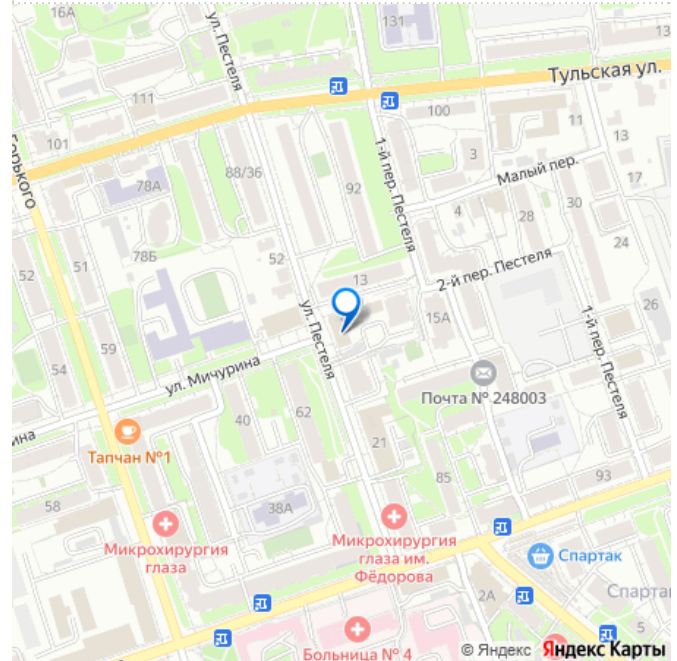 16А
ул. Пестеля
131
13
Тульская ул.
111
100
11
101
Горького
88/36
92
1-й пер. Пестеля
3
13
78А
Малый пер.
17
4
30
28
78Б
52
24
52
51
13
2-й пер. Пестеля
ул. Пестеля
15А
26
59
54
1-й пер. Пестеля
ул. Мичурина
Почта № 248003
62
40
ина
Тапчан №1
21
85
93
58
38А
Микрохирургия
глаза
Микрохирургия
глаза им.
Фёдорова
Спартак
2А
Спартак
5
Больница № 4
© Яндекс Яндекс Карты